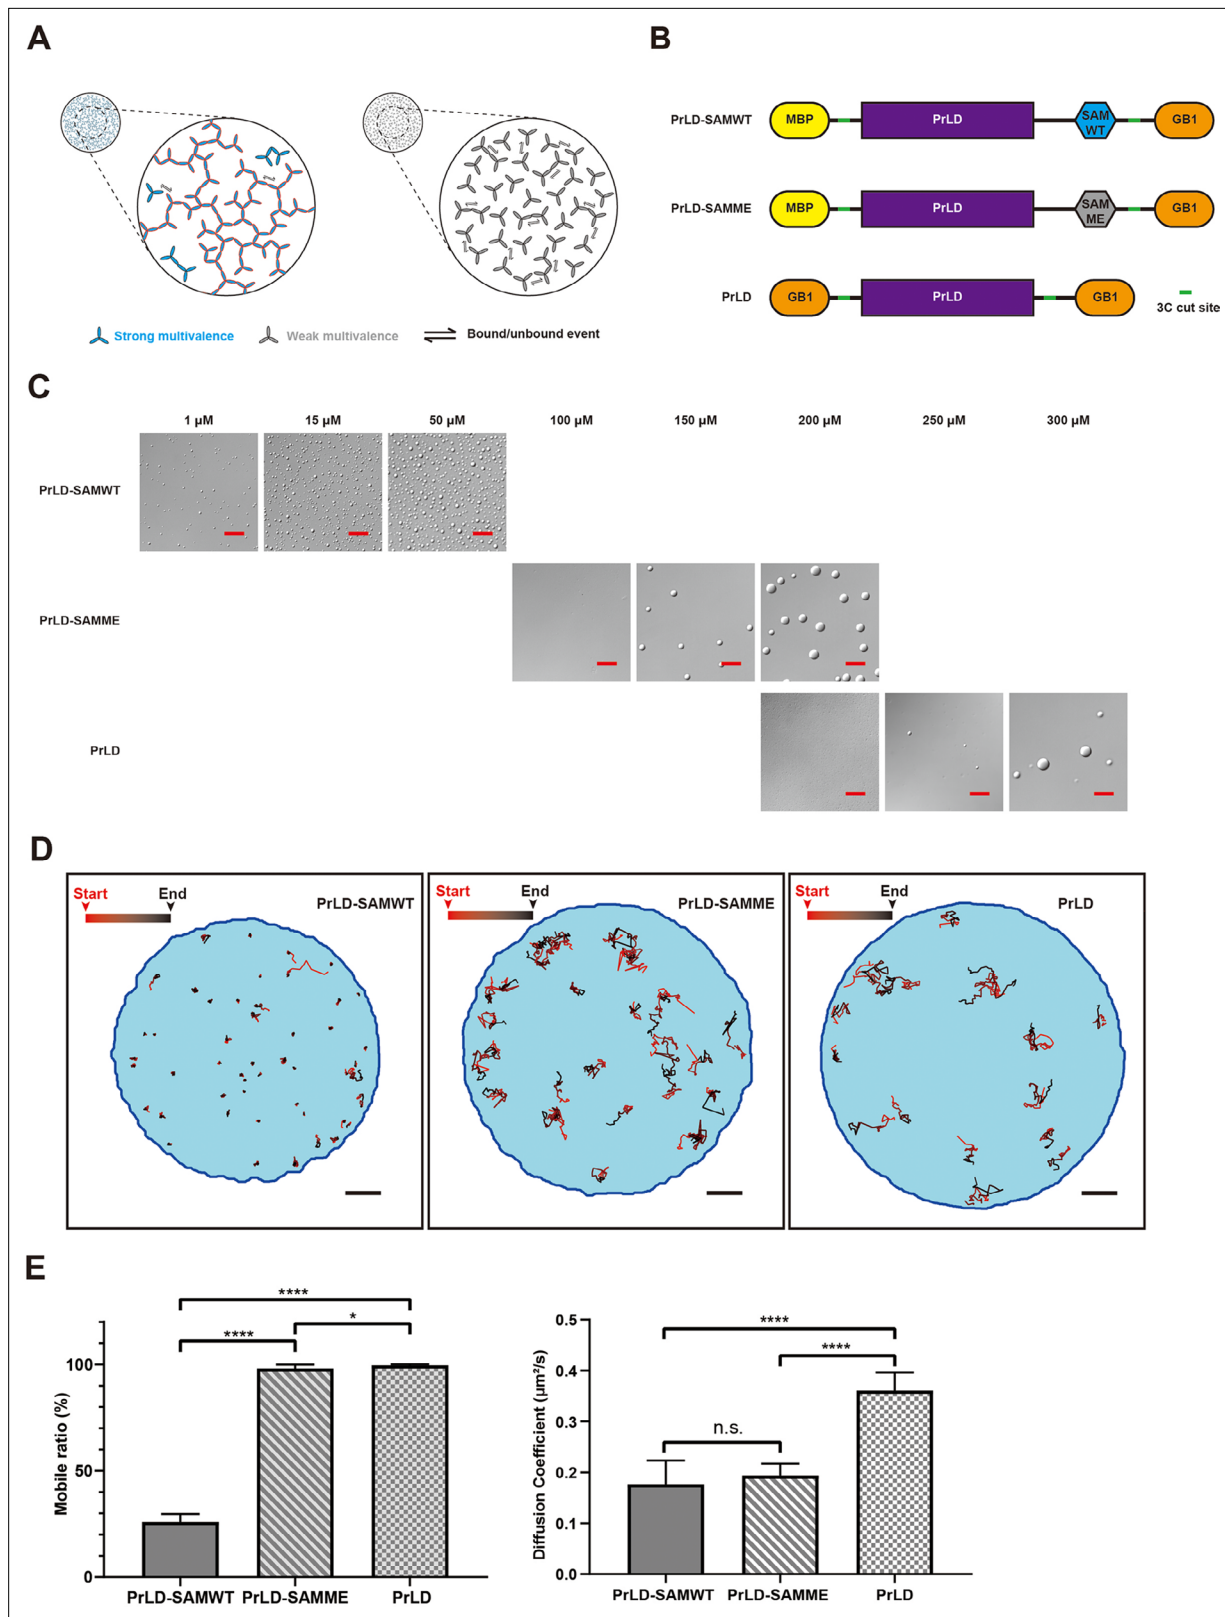 A
Strong multivalence
Weak multivalence
Bound/unbound event
B
PrLD-SAMWT
MBP
PrLD
SAM
WT
GB1
PrLD-SAMME
MBP
PrLD
SAM
ME
GB1
PrLD
GB1
PrLD
GB1
3C cut site
C
1 µM 15 µM 50 µM 100 µM 150 µM 200 µM 250 µM 300 µM
PrLD-SAMWT
PrLD-SAMME
PrLD
D
Start End
PrLD-SAMWT
Start End
PrLD-SAMME
Start End
PrLD
E
****
****
*
Mobile ratio (%)
100
50
0
PrLD-SAMWT PrLD-SAMME PrLD
****
****
n.s.
Diffusion Coefficient (µm²/s)
0.5
0.4
0.3
0.2
0.1
0.0
PrLD-SAMWT PrLD-SAMME PrLD